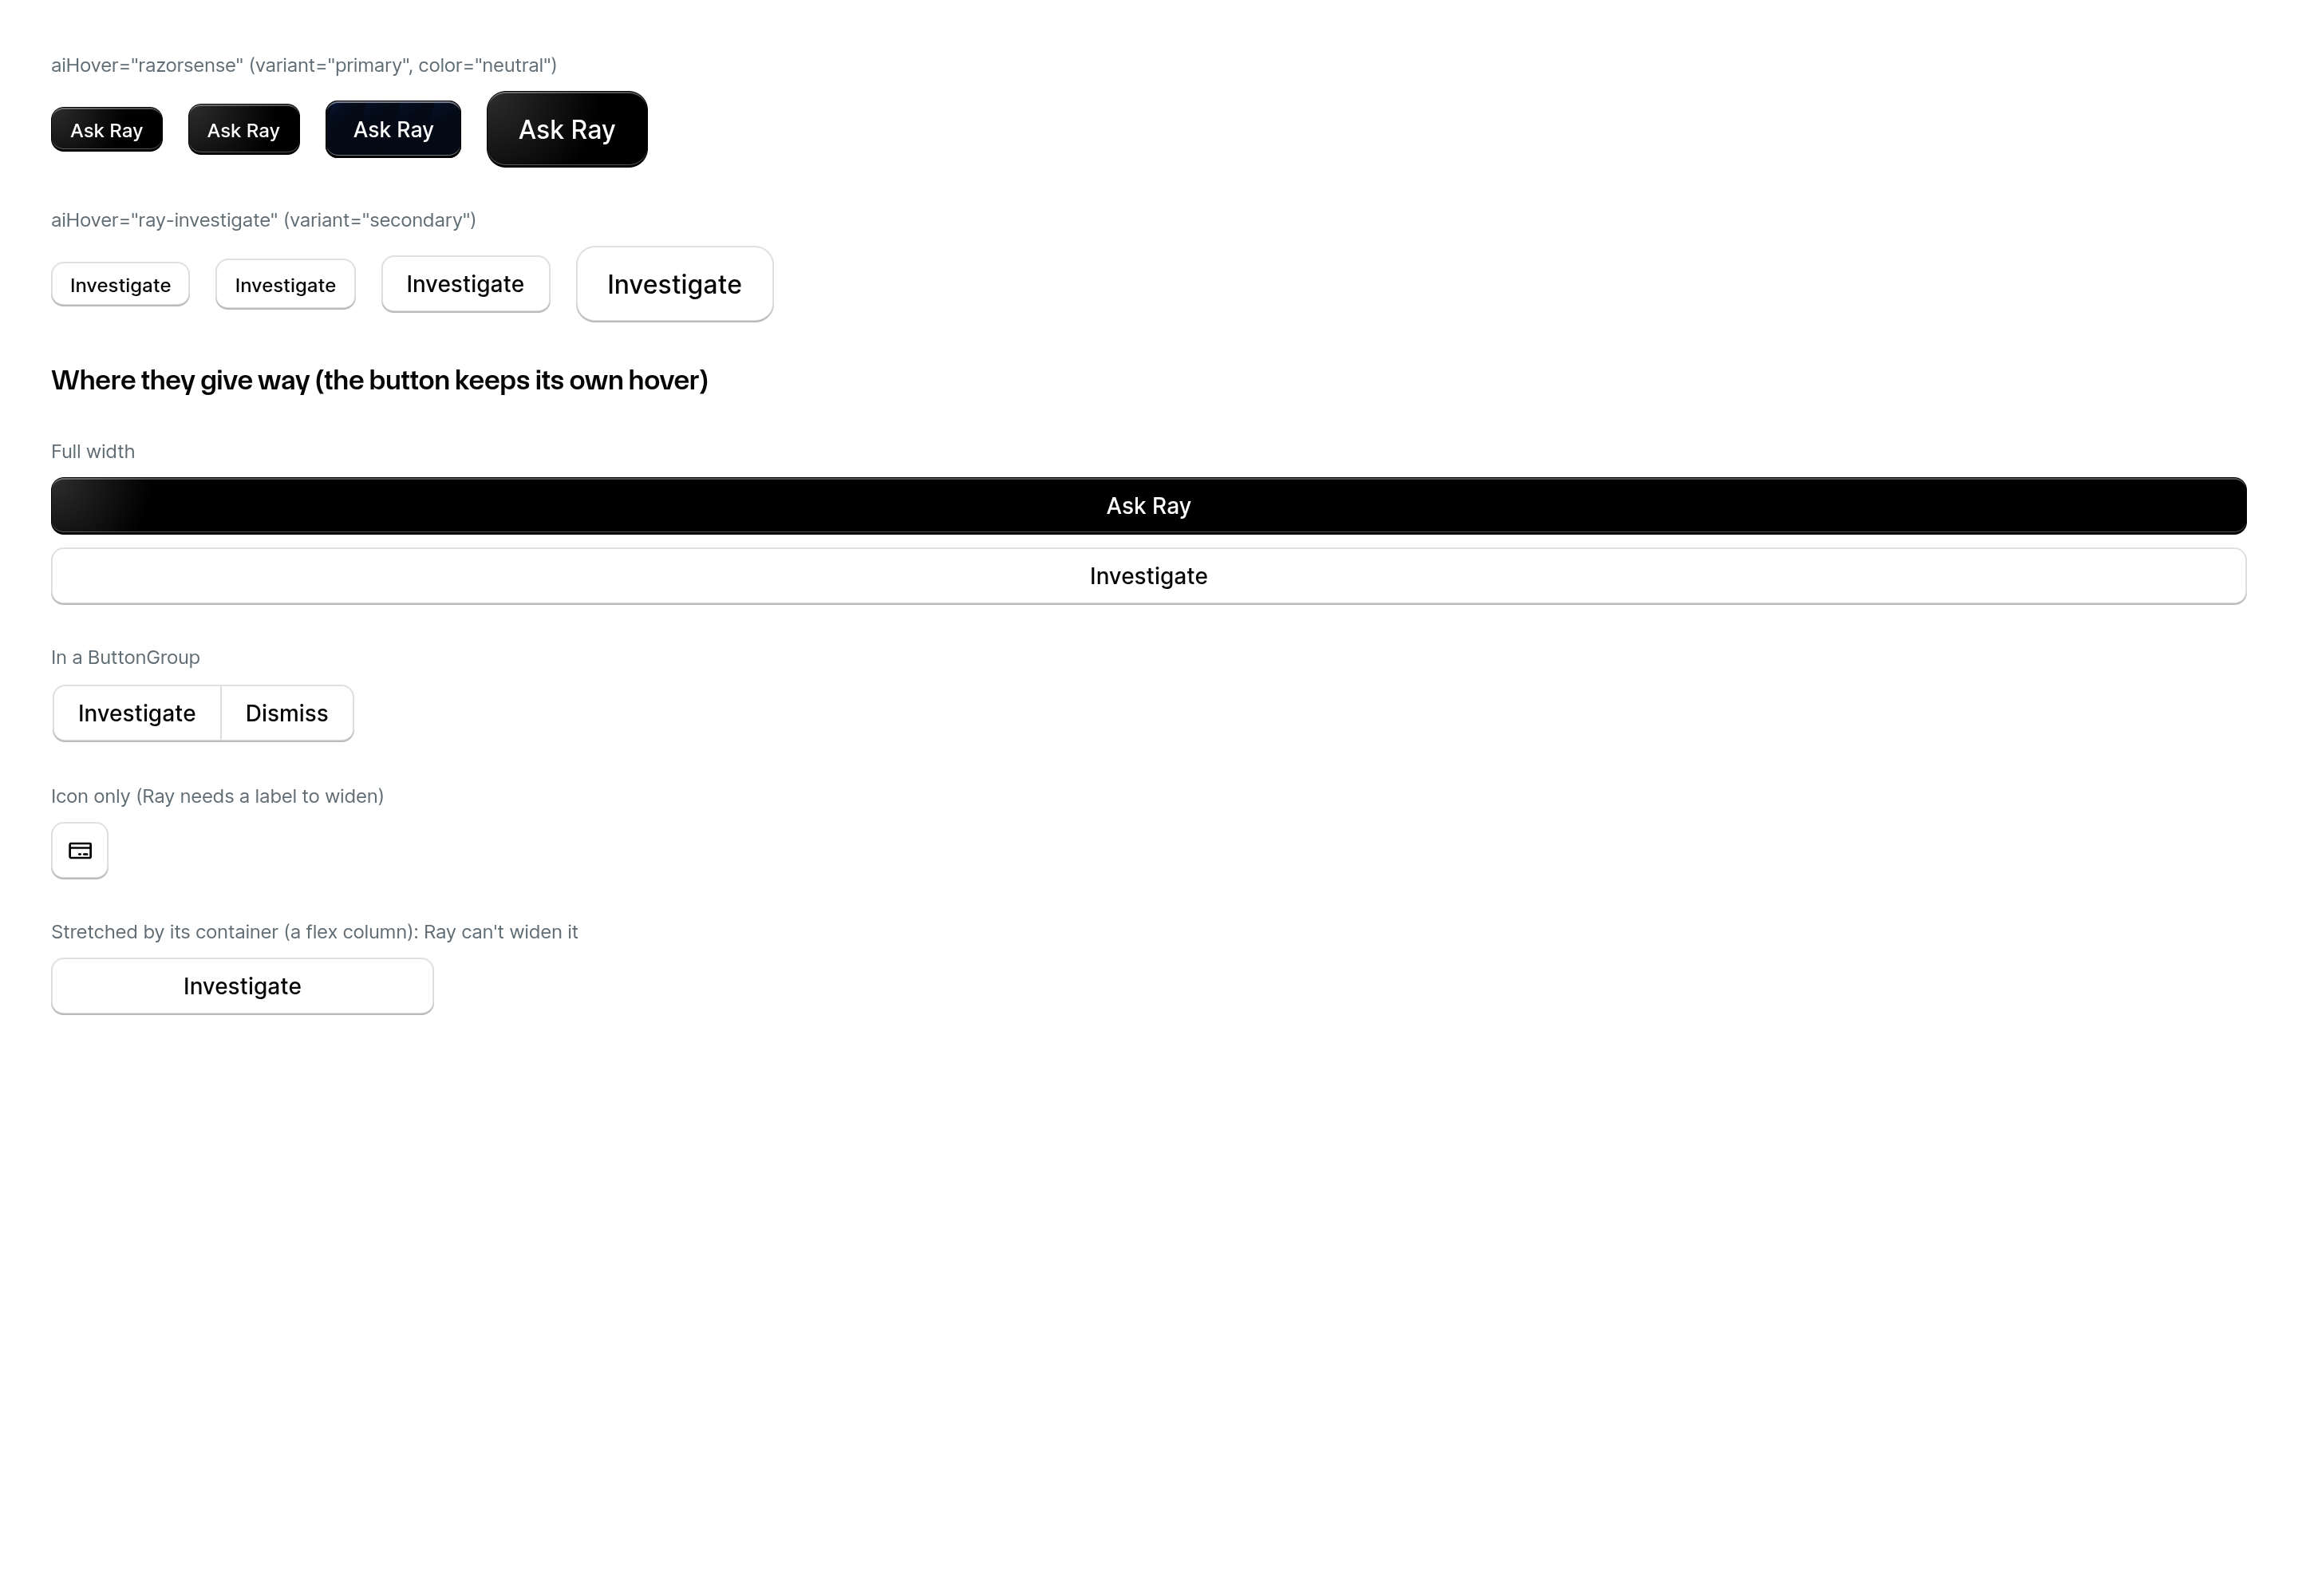 aiHover="razorsense" (variant="primary", color="neutral")
Ask Ray Ask Ray Ask Ray Ask Ray
aiHover="ray-investigate" (variant="secondary")
Investigate Investigate Investigate Investigate
Where they give way (the button keeps its own hover)
Full width
Ask Ray
Investigate
In a ButtonGroup
Investigate Dismiss
Icon only (Ray needs a label to widen)
Stretched by its container (a flex column): Ray can't widen it
Investigate